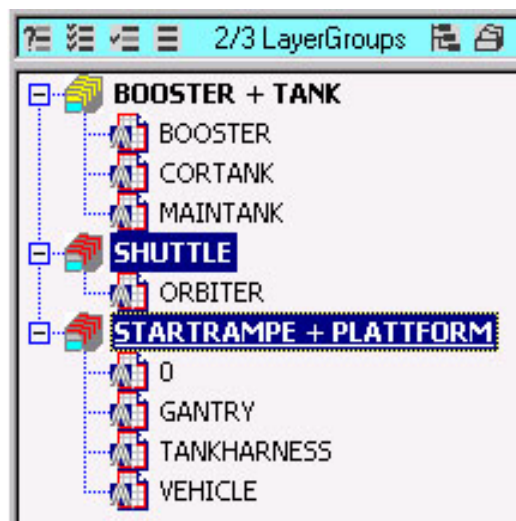 2/3 LayerGroups
BOOSTER + TANK
BOOSTER
CORTANK
MAINTANK
SHUTTLE
ORBITER
STARTRAMPE + PLATTFORM
0
GANTRY
TANKHARNESS
VEHICLE